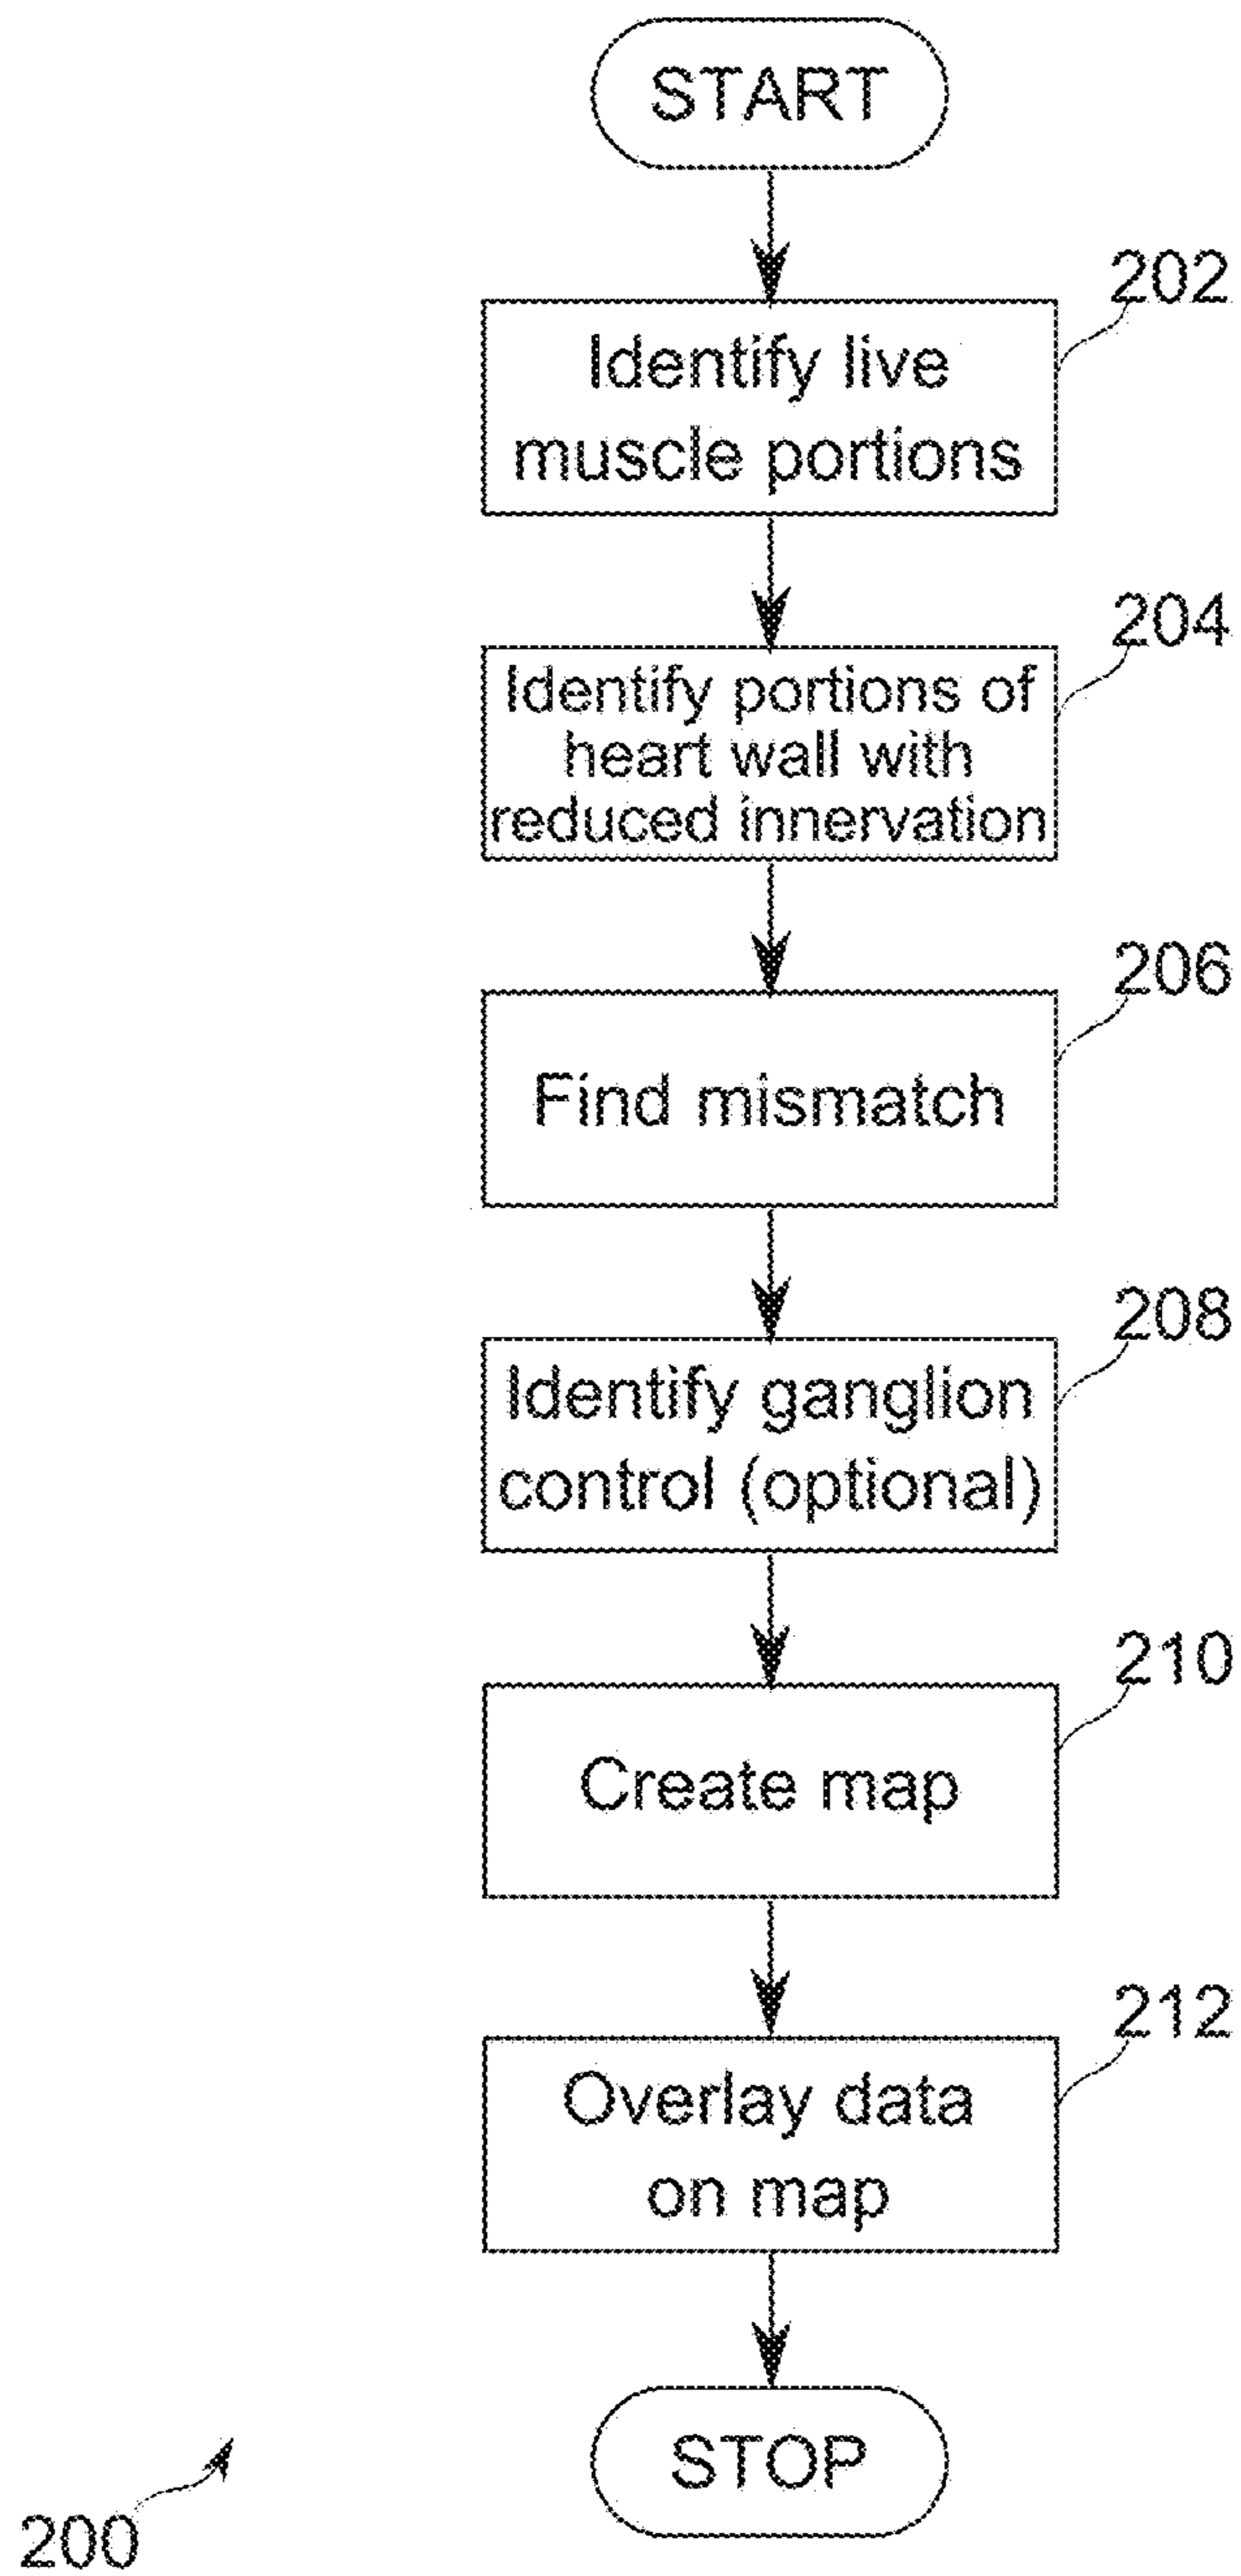 START
202
Identify live
muscle portions
204
Identify portions of
heart wall with
reduced innervation
206
Find mismatch
208
Identify ganglion
control (optional)
210
Create map
212
Overlay data
on map
STOP
200